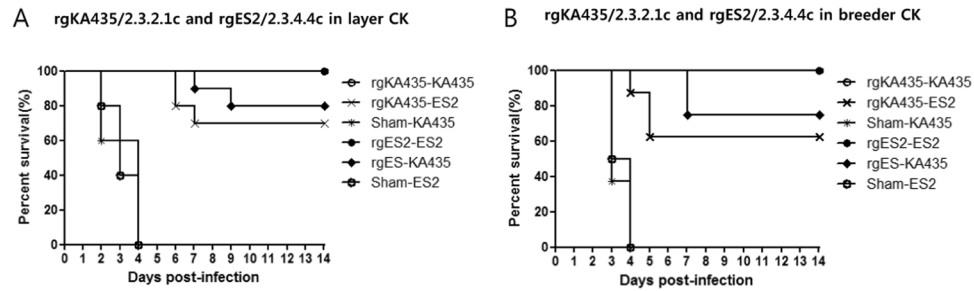 A
rgKA435/2.3.2.1c and rgES2/2.3.4.4c in layer CK
Percent survival(%)
100
80
60
40
20
0
0 1 2 3 4 5 6 7 8 9 10 11 12 13 14
Days post-infection
rgKA435-KA435
rgKA435-ES2
Sham-KA435
rgES2-ES2
rgES-KA435
Sham-ES2
B
rgKA435/2.3.2.1c and rgES2/2.3.4.4c in breeder CK
Percent survival(%)
100
80
60
40
20
0
0 1 2 3 4 5 6 7 8 9 10 11 12 13 14
Days post-infection
rgKA435-KA435
rgKA435-ES2
Sham-KA435
rgES2-ES2
rgES-KA435
Sham-ES2